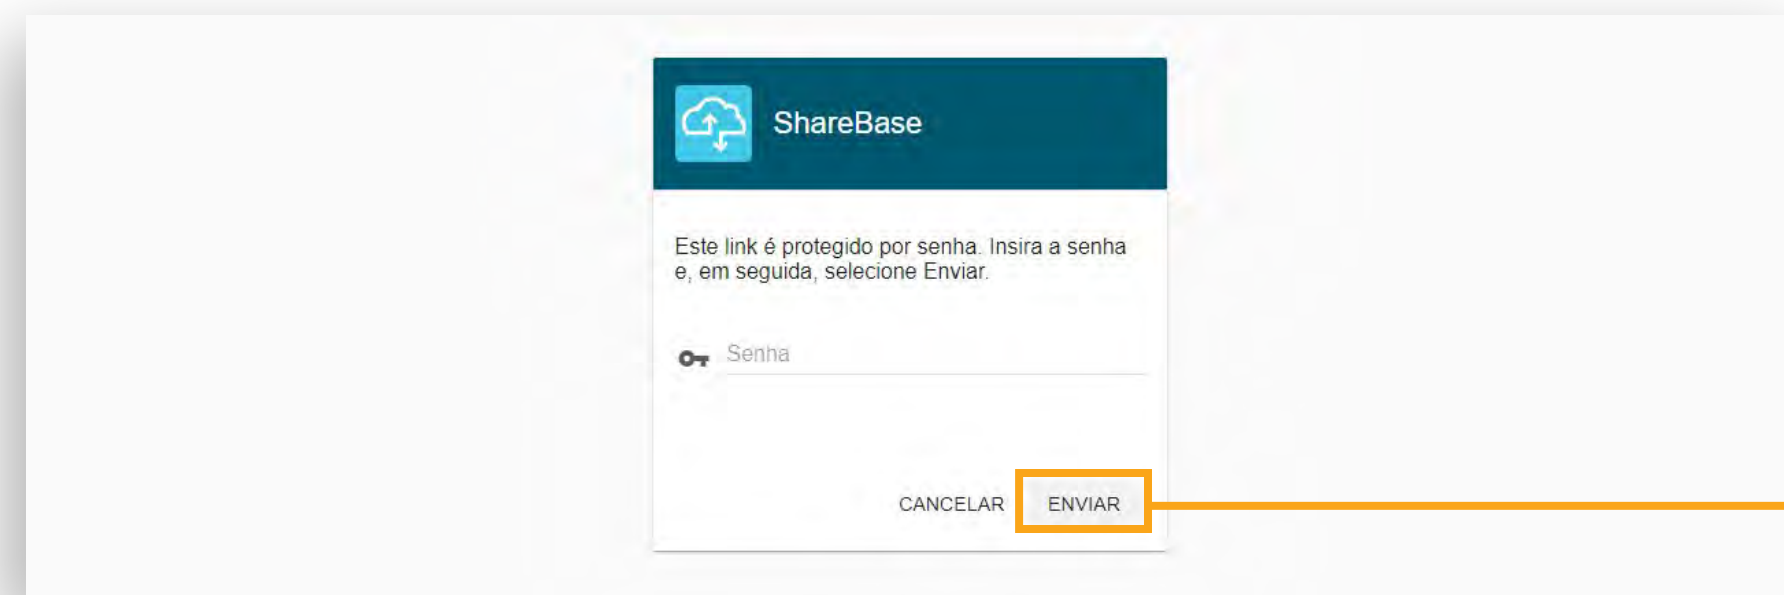 ShareBase
Este link é protegido por senha. Insira a senha
e, em seguida, selecione Enviar.
Senha
CANCELAR ENVIAR